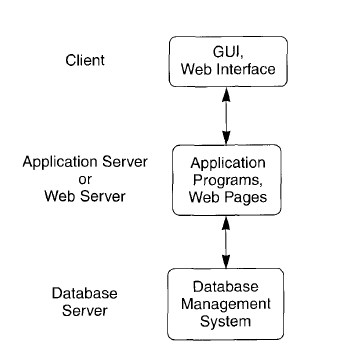 Client
GUI,
Web Interface
Application Server
or
Web Server
Application
Programs,
Web Pages
Database
Server
Database
Management
System